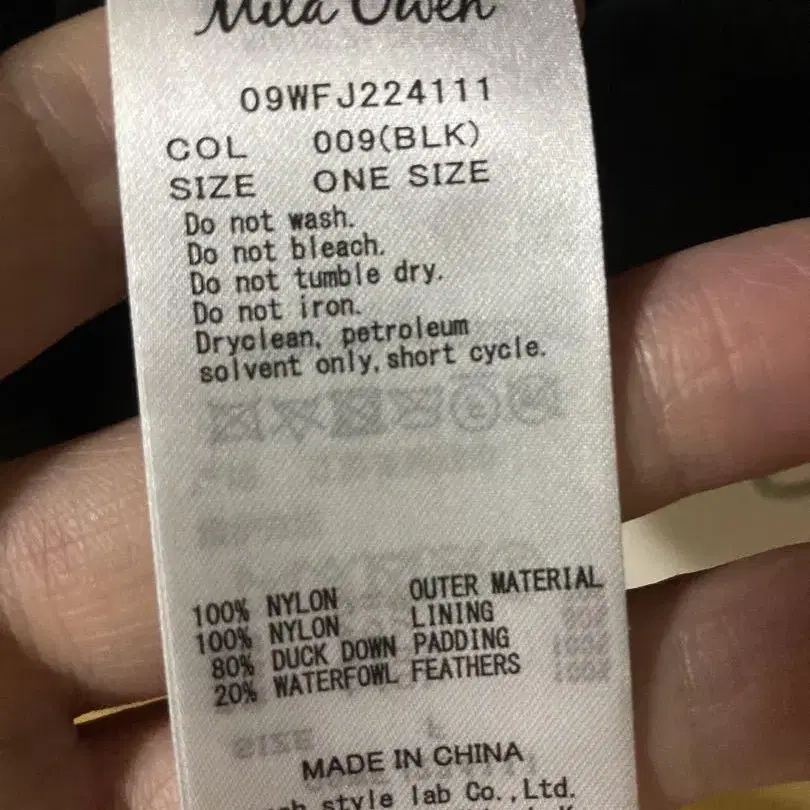 Mila Owen
09WFJ224111
COL 009(BLK)
SIZE ONE SIZE
Do not wash.
Do not bleach.
Do not tumble dry.
Do not iron.
Dryclean, petroleum
solvent only,short cycle.
100% NYLON OUTER MATERIAL
100% NYLON LINING
80% DUCK DOWN PADDING
20% WATERFOWL FEATHERS
MADE IN CHINA
style lab Co.,Ltd.